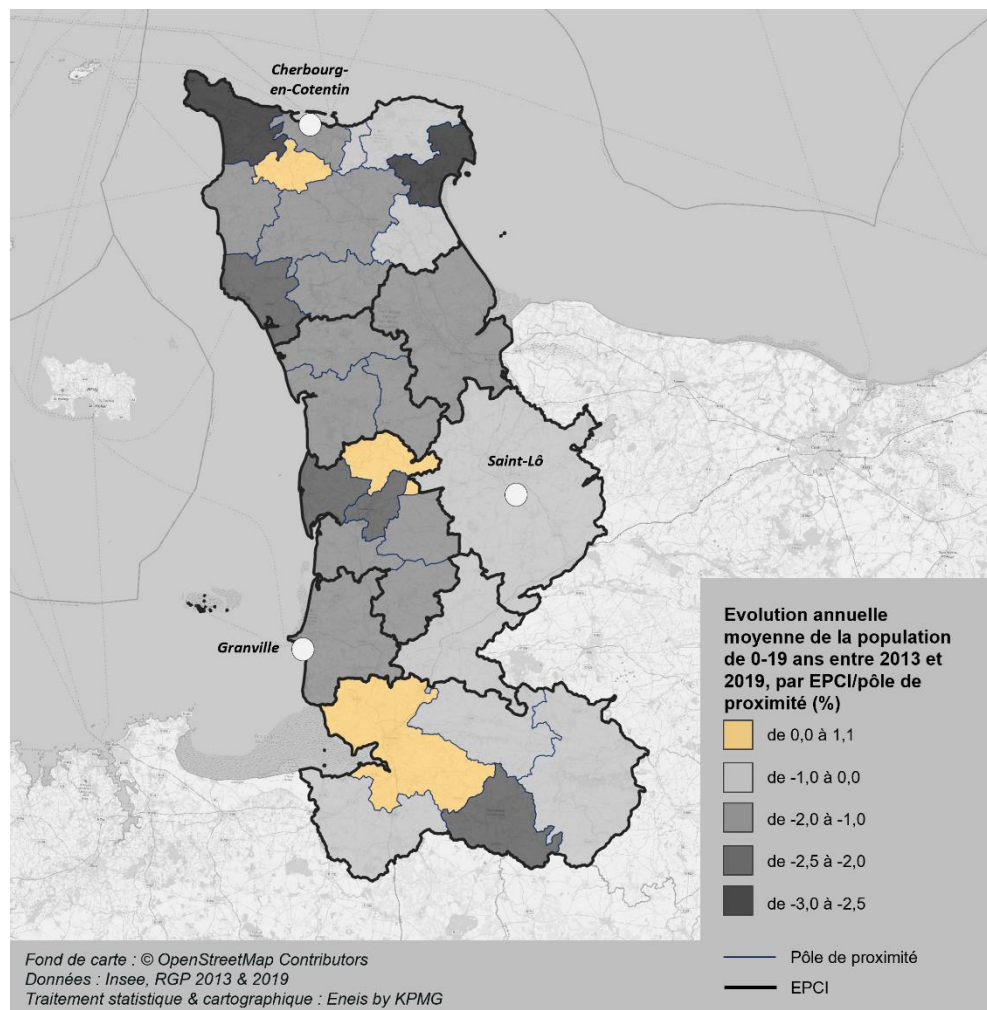 Cherbourg-
en-Cotentin
Saint-Lô
Granville
Evolution annuelle
moyenne de la population
de 0-19 ans entre 2013 et
2019, par EPCI/pôle de
proximité (%)
de 0,0 à 1,1
de -1,0 à 0,0
de -2,0 à -1,0
de -2,5 à -2,0
de -3,0 à -2,5
Pôle de proximité
EPCI
Fond de carte : © OpenStreetMap Contributors
Données : Insee, RGP 2013 & 2019
Traitement statistique & cartographique : Eneis by KPMG